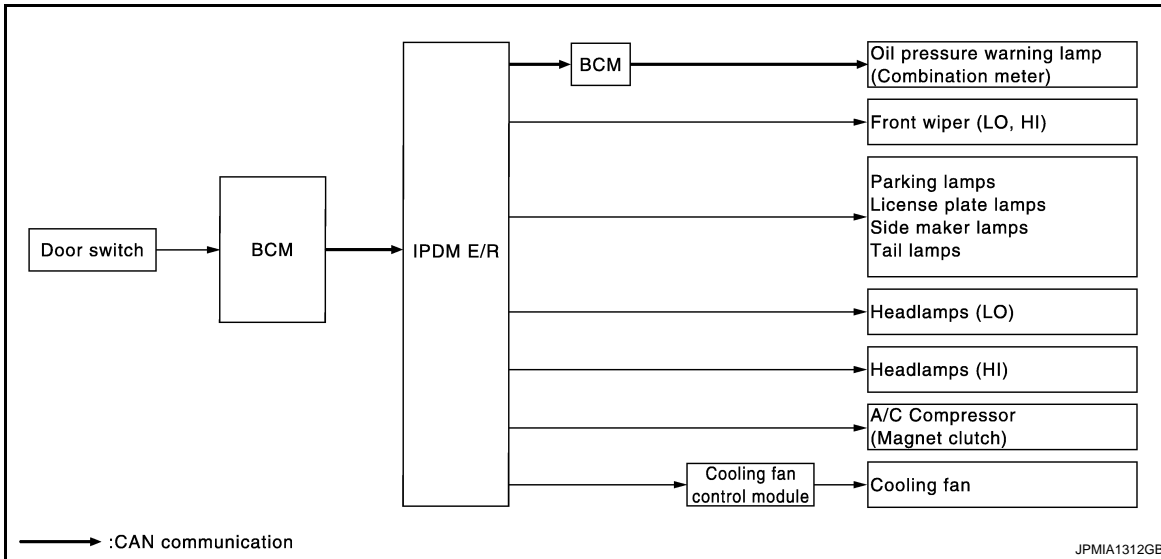 Door switch
BCM
IPDM E/R
BCM
Oil pressure warning lamp
(Combination meter)
Front wiper (LO, HI)
Parking lamps
License plate lamps
Side maker lamps
Tail lamps
Headlamps (LO)
Headlamps (HI)
A/C Compressor
(Magnet clutch)
Cooling fan
control module
Cooling fan
:CAN communication
JPMIA1312GB